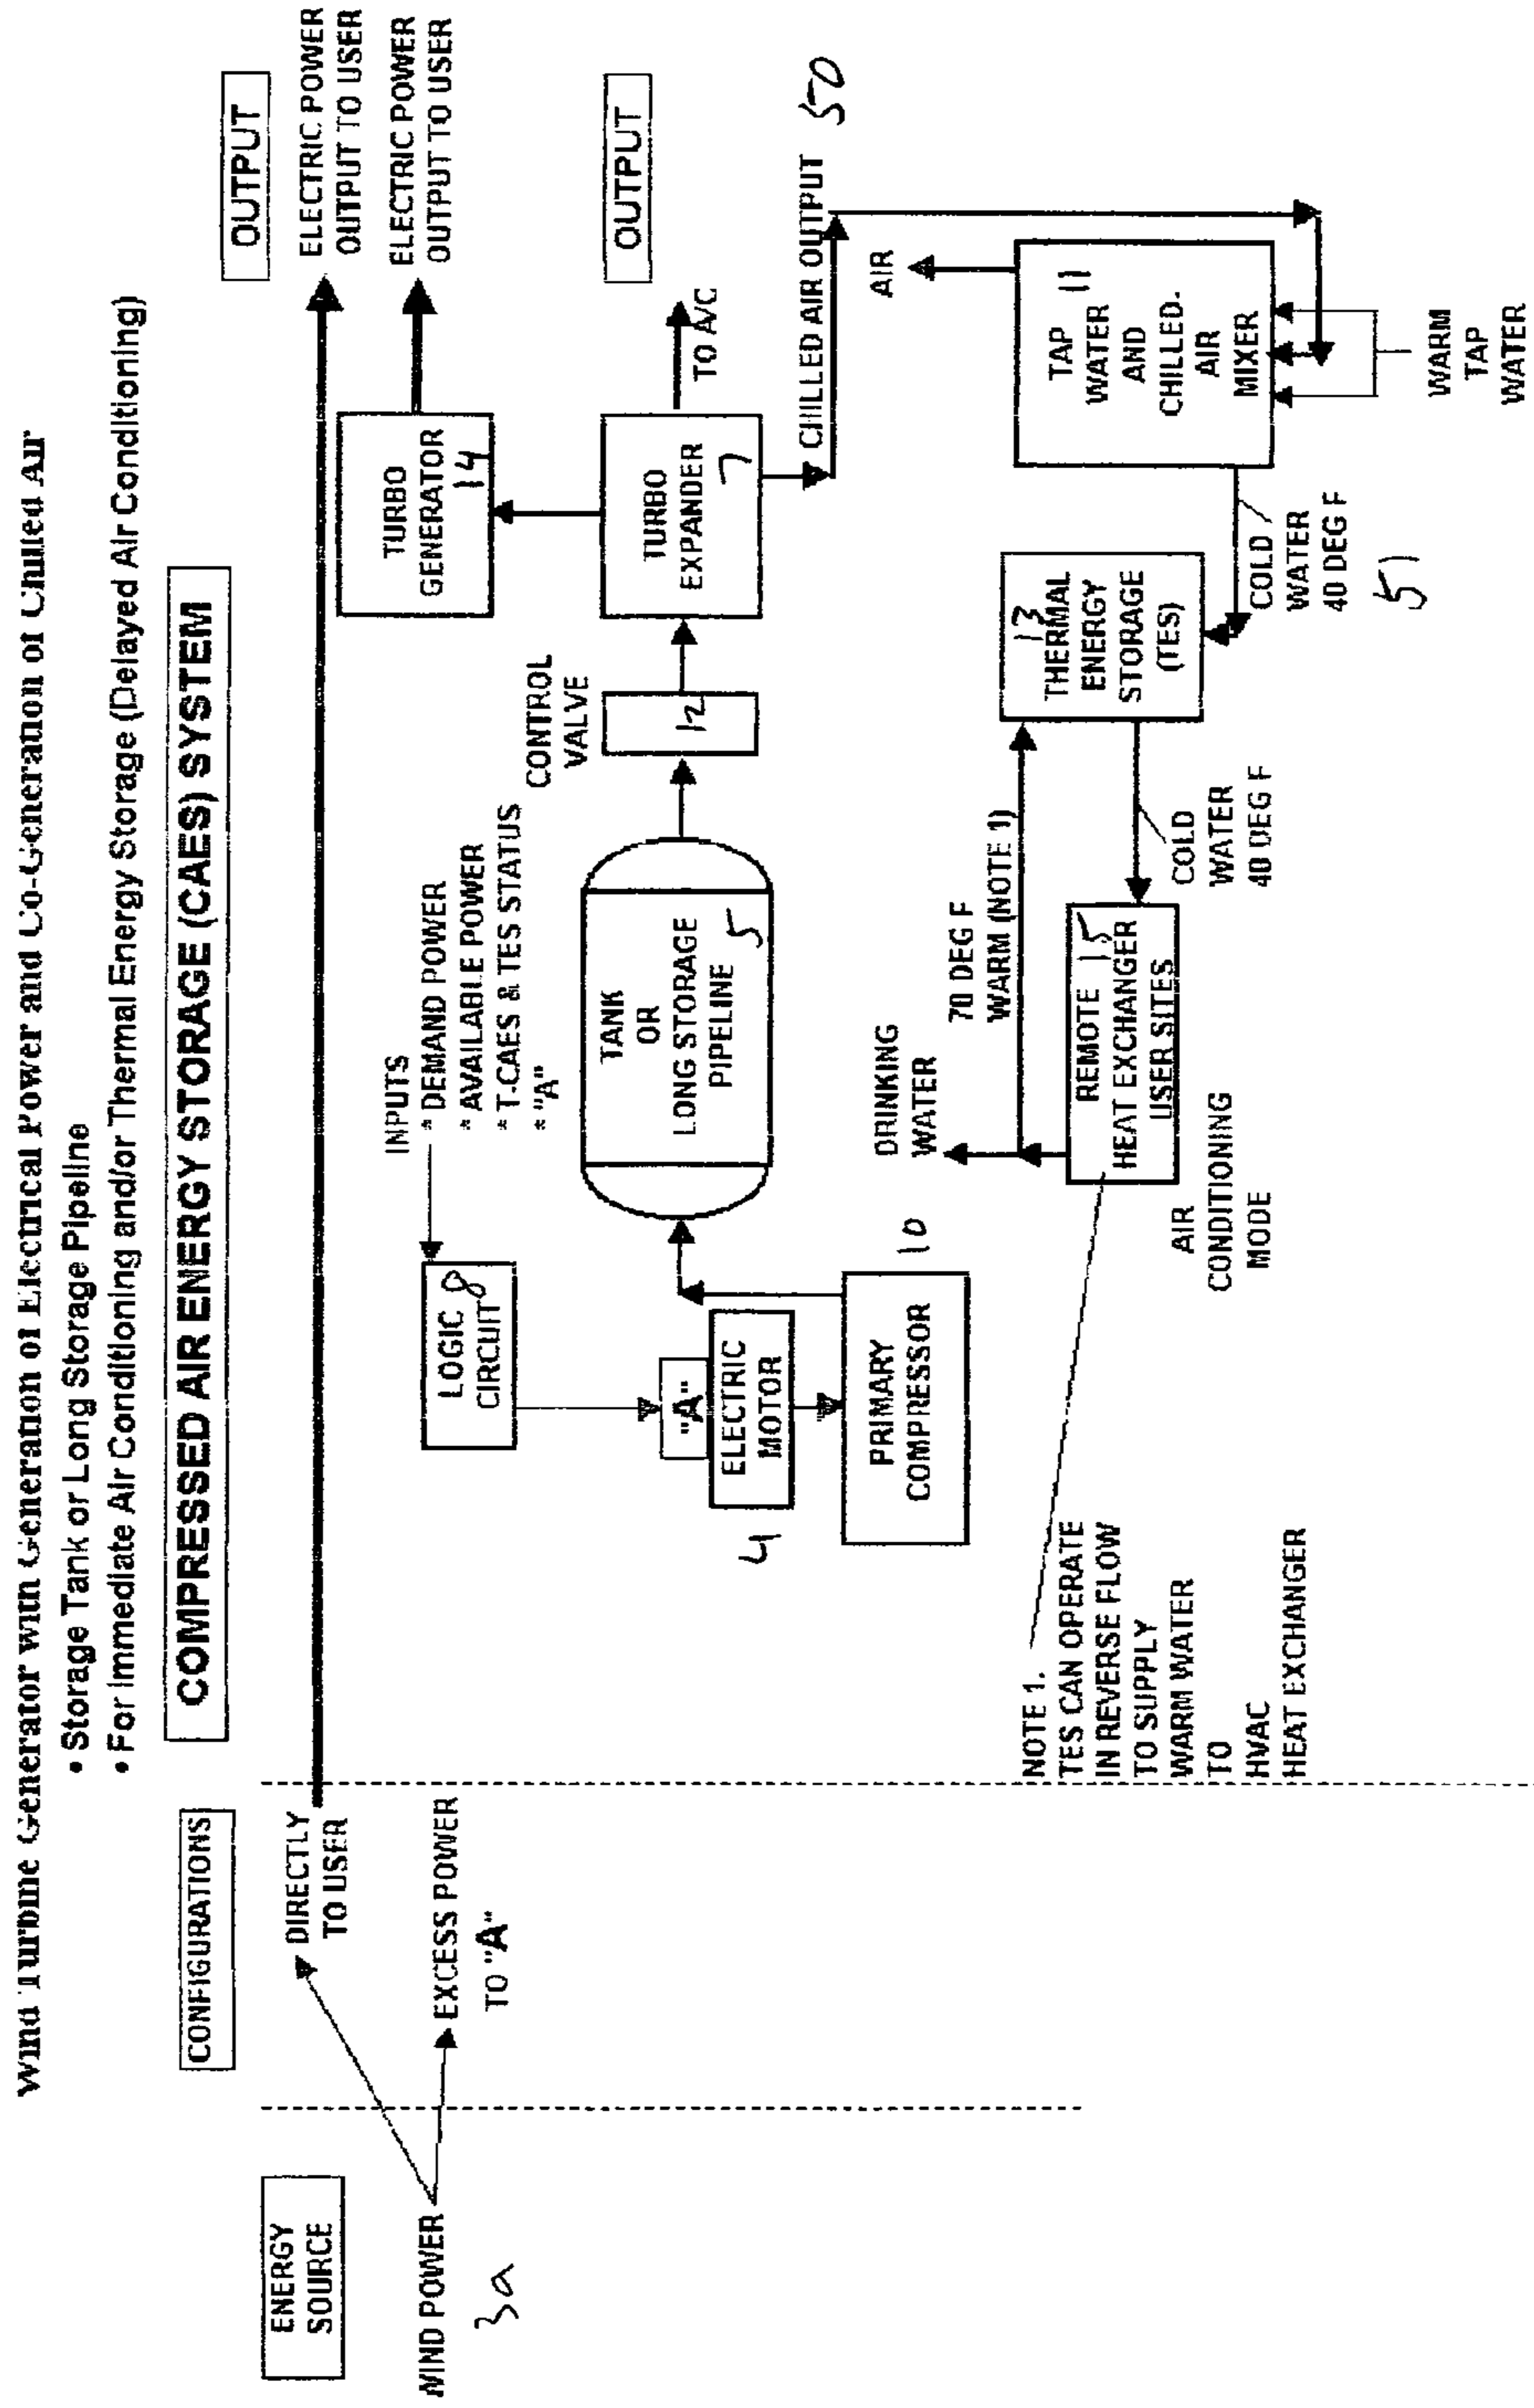 Wind Turbine Generator with Generation of Electrical Power and Co-Generation of Chilled Air
• Storage Tank or Long Storage Pipeline
• For Immediate Air Conditioning and/or Thermal Energy Storage (Delayed Air Conditioning)
COMPRESSED AIR ENERGY STORAGE (CAES) SYSTEM
ENERGY
SOURCE
CONFIGURATIONS
OUTPUT
WIND POWER
3a
DIRECTLY
TO USER
EXCESS POWER
TO "A"
ELECTRIC POWER
OUTPUT TO USER
ELECTRIC POWER
OUTPUT TO USER
INPUTS
* DEMAND POWER
* AVAILABLE POWER
* T-CAES & TES STATUS
* "A"
LOGIC 8
CIRCUIT
"A"
ELECTRIC
MOTOR
4
PRIMARY
COMPRESSOR
10
TANK
OR
LONG STORAGE
PIPELINE 5
CONTROL
VALVE
12
TURBO
GENERATOR
14
TURBO
EXPANDER
7
OUTPUT
TO A/C
CHILLED AIR OUTPUT 50
AIR
TAP 11
WATER
AND
CHILLED.
AIR
MIXER
WARM
TAP
WATER
COLD
WATER
40 DEG F
51
13
THERMAL
ENERGY
STORAGE
(TES)
COLD
WATER
40 DEG F
70 DEG F
WARM (NOTE 1)
DRINKING
WATER
REMOTE 15
HEAT EXCHANGER
USER SITES
AIR
CONDITIONING
MODE
NOTE 1.
TES CAN OPERATE
IN REVERSE FLOW
TO SUPPLY
WARM WATER
TO
HVAC
HEAT EXCHANGER